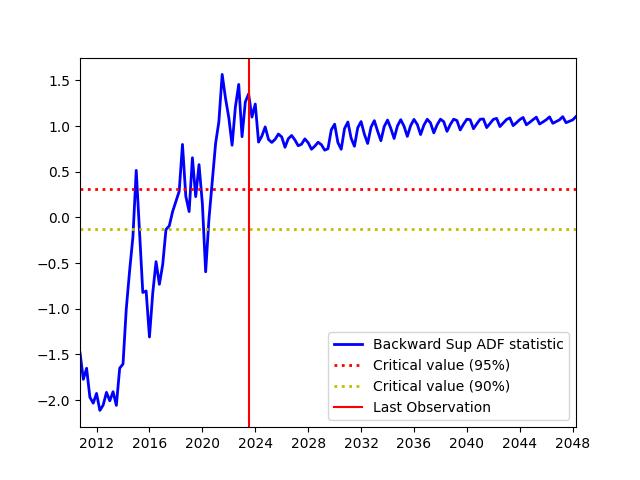 1.5
1.0
0.5
0.0
−0.5
−1.0
−1.5
−2.0
Backward Sup ADF statistic
Critical value (95%)
Critical value (90%)
Last Observation
2012 2016 2020 2024 2028 2032 2036 2040 2044 2048